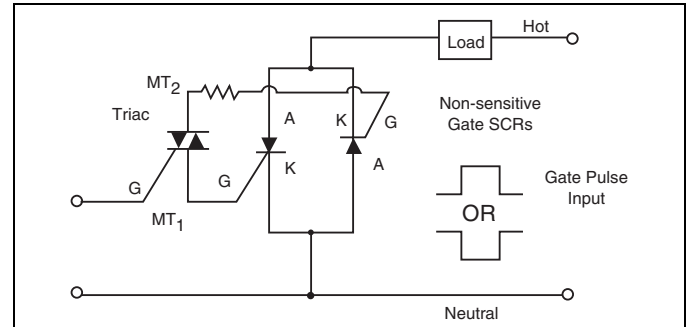 Hot
Load
MT2
Triac
A
K
G
Non-sensitive
Gate SCRs
G
G
K
A
MT1
Gate Pulse
Input
OR
Neutral